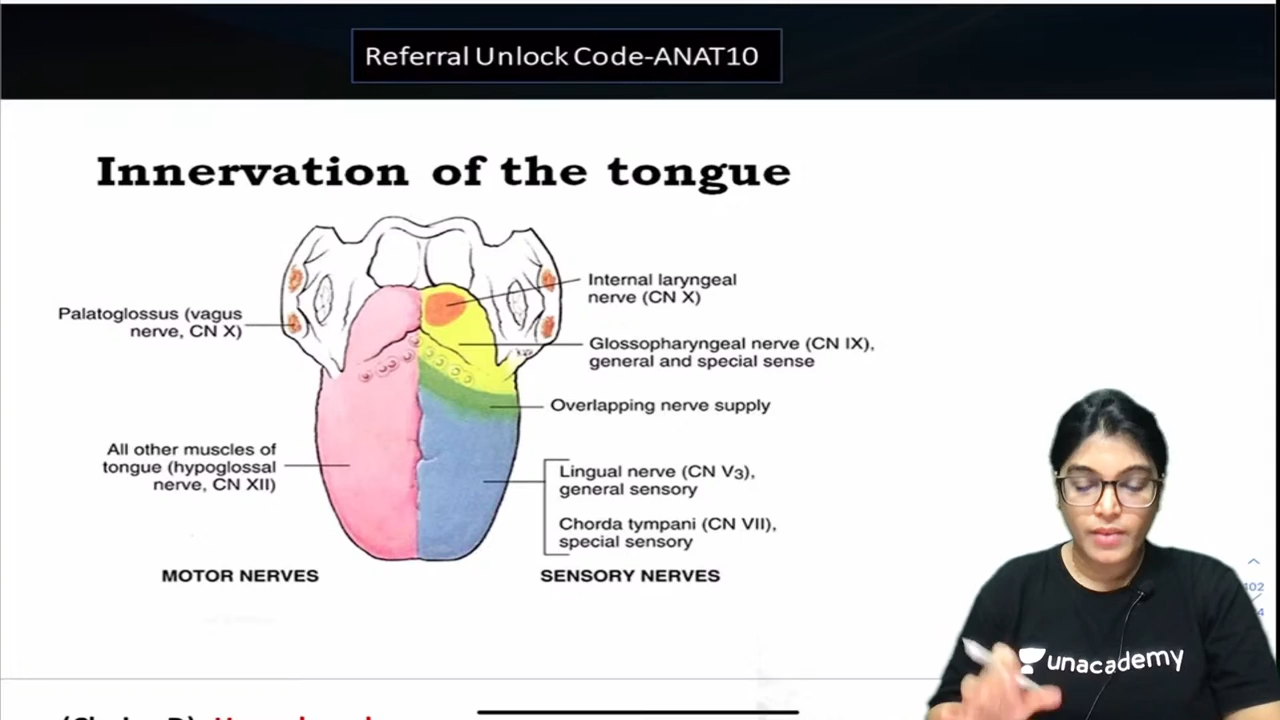 Referral Unlock Code-ANAT10
Innervation of the tongue
Internal laryngeal
nerve (CN X)
Palatoglossus (vagus
nerve, CN X)
Glossopharyngeal nerve (CN IX),
general and special sense
Overlapping nerve supply
All other muscles of
tongue (hypoglossal
nerve, CN XII)
Lingual nerve (CN V3),
general sensory
Chorda tympani (CN VII),
special sensory
MOTOR NERVES
SENSORY NERVES
unacademy